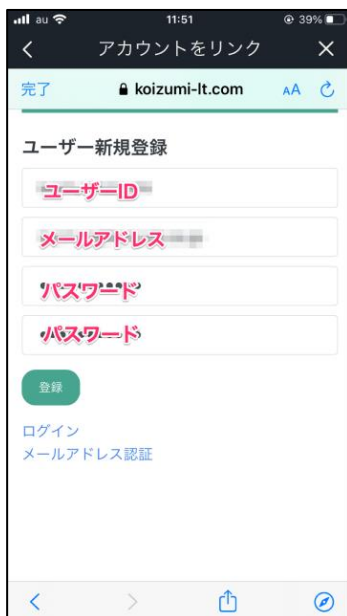 au 11:51 39%
アカウントをリンク
完了 koizumi-lt.com AA
ユーザー新規登録
ユーザーID
メールアドレス
パスワード
パスワード
登録
ログイン
メールアドレス認証